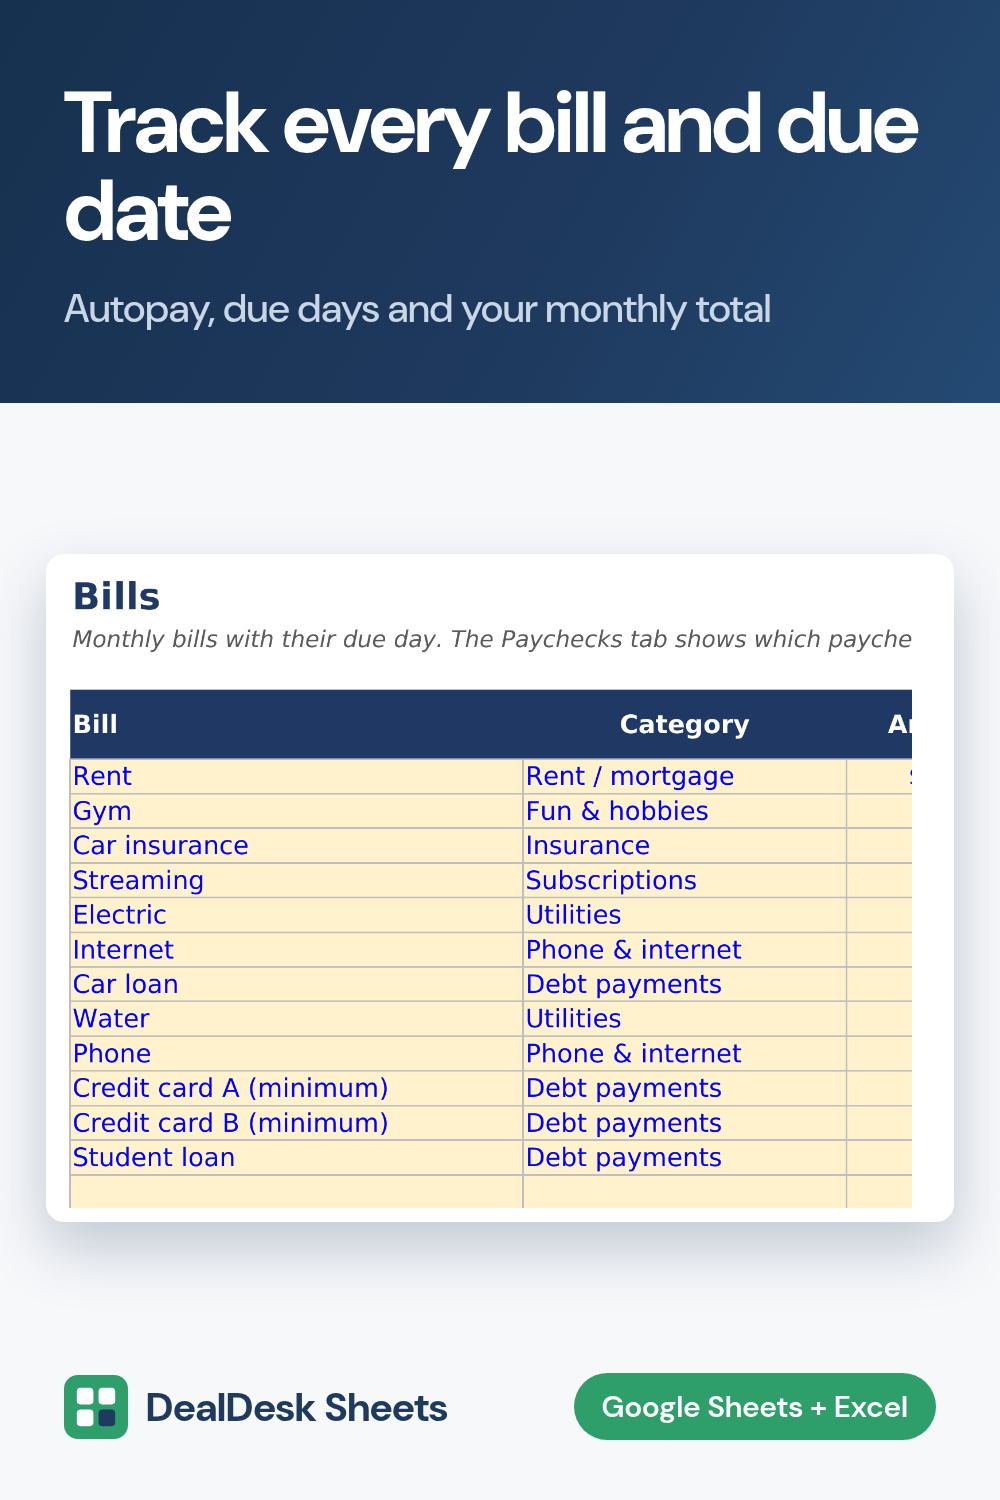 Track every bill and due
date
Autopay, due days and your monthly total
Bills
Monthly bills with their due day. The Paychecks tab shows which payche
Bill Category
Rent Rent / mortgage
Gym Fun & hobbies
Car insurance Insurance
Streaming Subscriptions
Electric Utilities
Internet Phone & internet
Car loan Debt payments
Water Utilities
Phone Phone & internet
Credit card A (minimum) Debt payments
Credit card B (minimum) Debt payments
Student loan Debt payments
DealDesk Sheets
Google Sheets + Excel